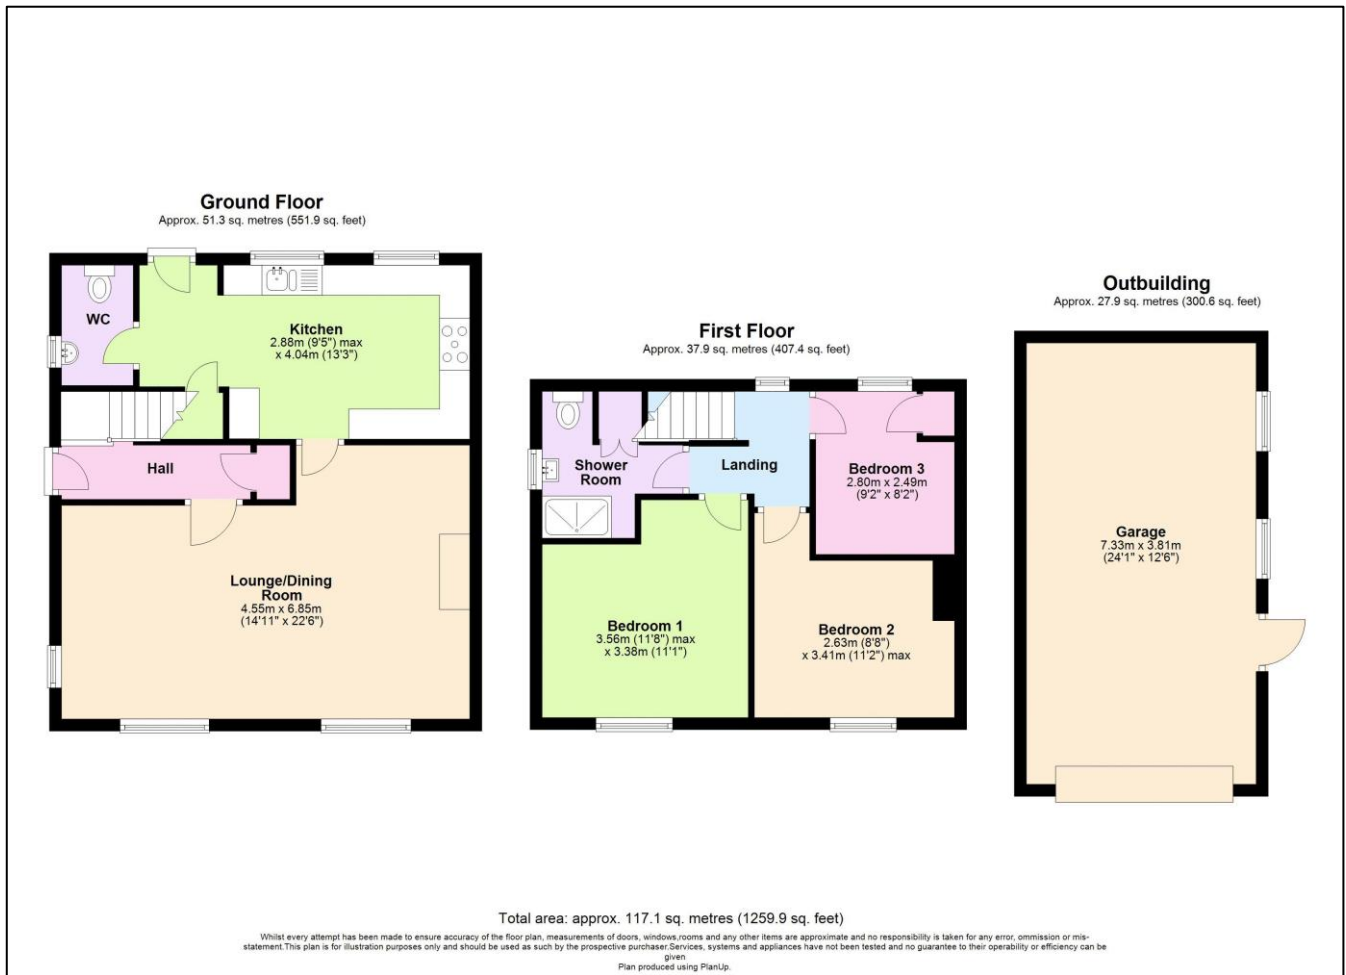 Ground Floor
Approx. 51.3 sq. metres (551.9 sq. feet)
WC
Kitchen
2.88m (9'5") max
x 4.04m (13'3")
Hall
Lounge/Dining
Room
4.55m x 6.85m
(14'11" x 22'6")
First Floor
Approx. 37.9 sq. metres (407.4 sq. feet)
Shower
Room
Landing
Bedroom 3
2.80m x 2.49m
(9'2" x 8'2")
Bedroom 1
3.56m (11'8") max
x 3.38m (11'1")
Bedroom 2
2.63m (8'8")
x 3.41m (11'2") max
Outbuilding
Approx. 27.9 sq. metres (300.6 sq. feet)
Garage
7.33m x 3.81m
(24'1" x 12'6")
Total area: approx. 117.1 sq. metres (1259.9 sq. feet)
Whilst every attempt has been made to ensure accuracy of the floor plan, measurements of doors, windows,rooms and any other items are approximate and no responsibility is taken for any error, ommission or mis-
statement.This plan is for illustration purposes only and should be used as such by the prospective purchaser.Services, systems and appliances have not been tested and no guarantee to their operability or efficiency can be
given
Plan produced using PlanUp.